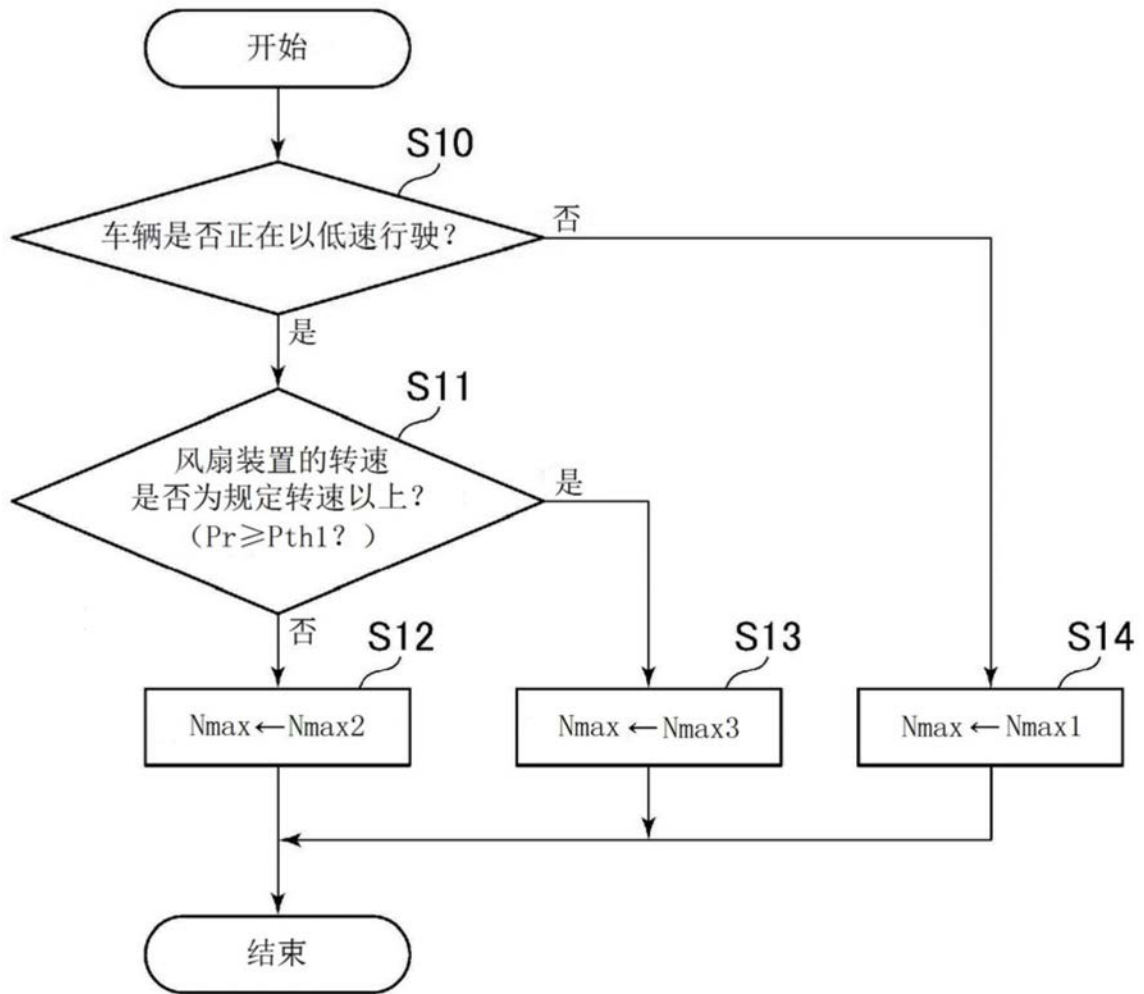 开始
S10
车辆是否正在以低速行驶?
否
是
S11
风扇装置的转速
是否为规定转速以上?
(Pr≥Pth1?)
是
否
S12
S13
S14
Nmax←Nmax2
Nmax←Nmax3
Nmax←Nmax1
结束